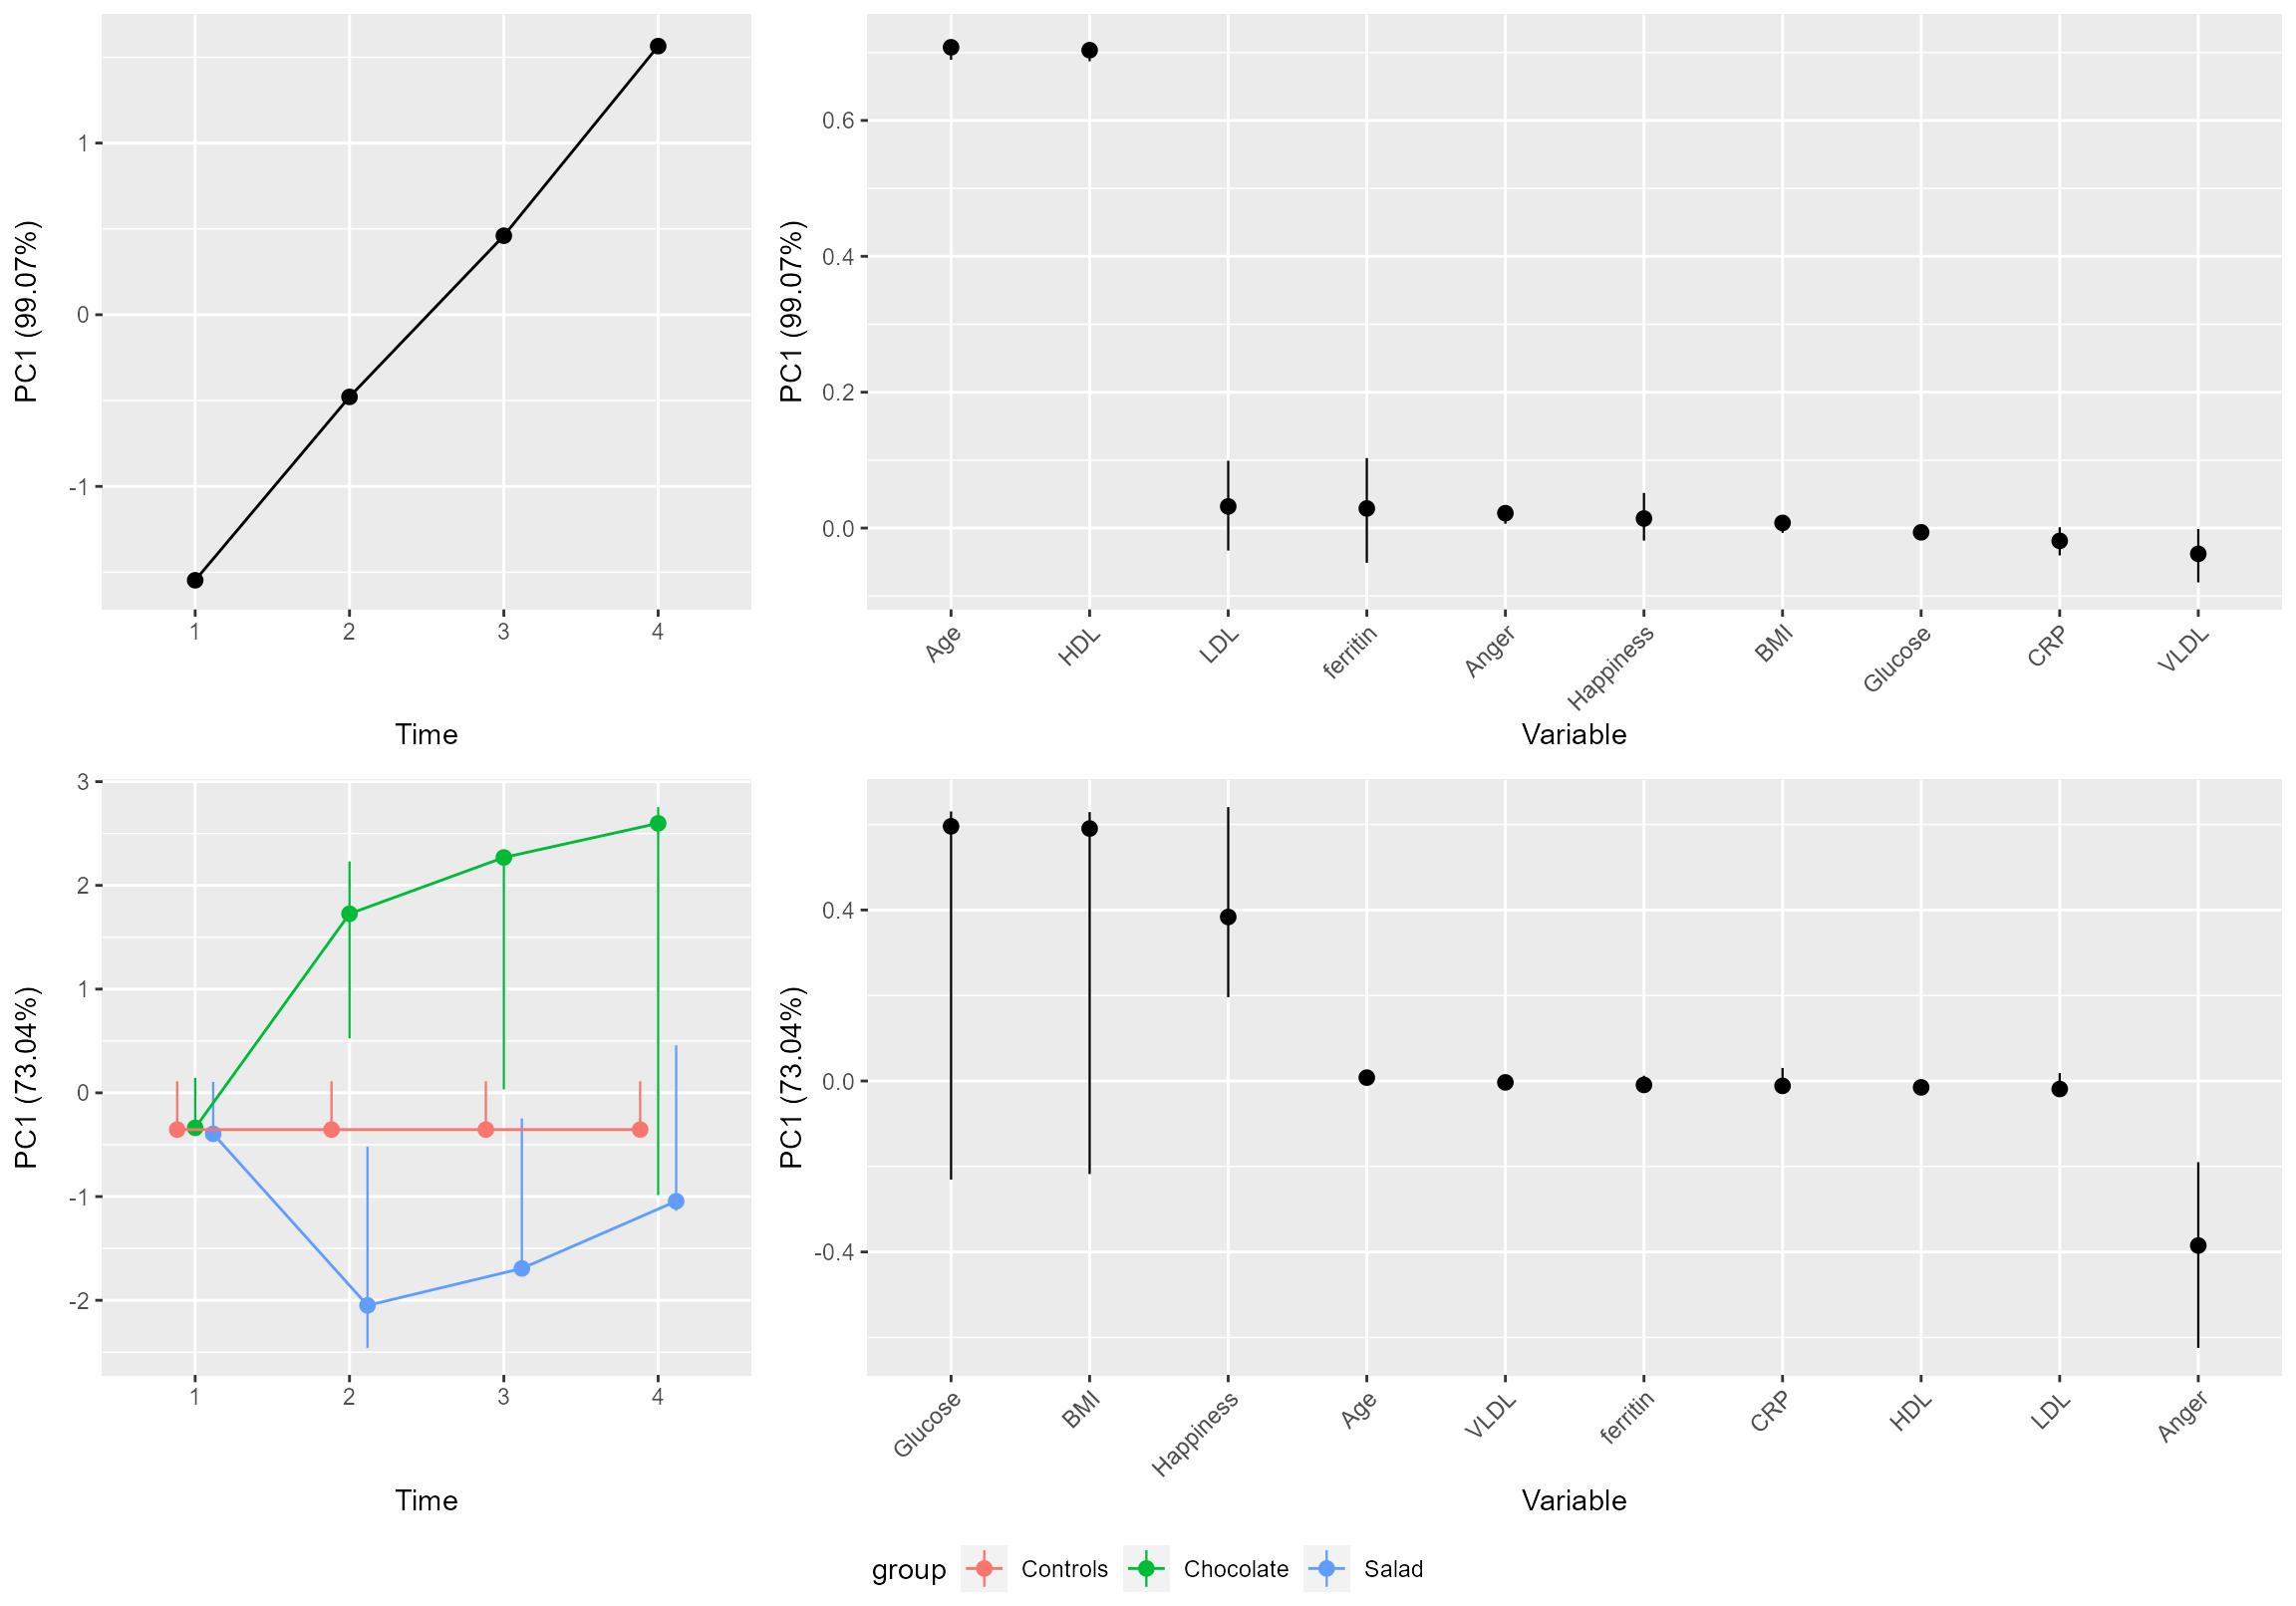 PC1 (99.07%)
1
0
-1
1 2 3 4
Time
PC1 (99.07%)
0.6
0.4
0.2
0.0
Age HDL LDL ferritin Anger Happiness BMI Glucose CRP VLDL
Variable
PC1 (73.04%)
3
2
1
0
-1
-2
1 2 3 4
Time
PC1 (73.04%)
0.4
0.0
-0.4
Glucose BMI Happiness Age VLDL ferritin CRP HDL LDL Anger
Variable
group Controls Chocolate Salad